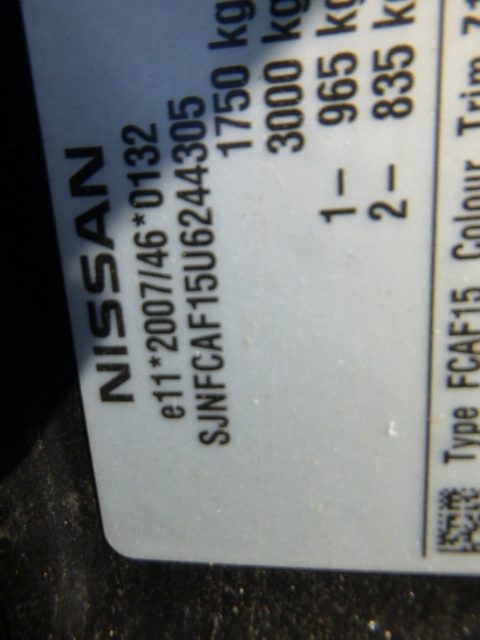 NISSAN
e11*2007/46*0132
SJNFCAF15U6244305
1750 kg
3000 kg
1– 965 kg
2– 835 kg
Type FCAF15 Colour Trim